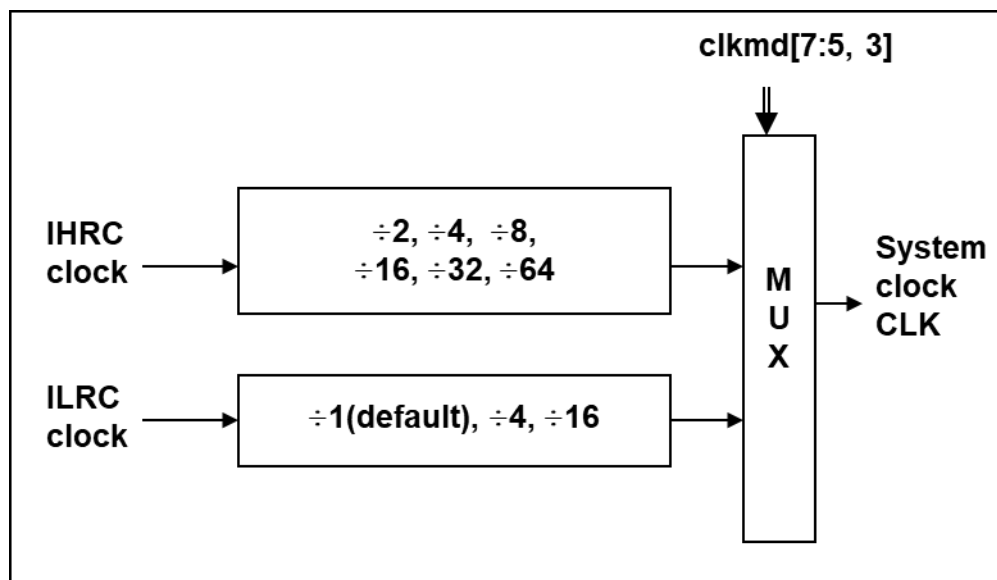 clkmd[7:5, 3]
IHRC
clock
÷2, ÷4, ÷8,
÷16, ÷32, ÷64
M
U
X
System
clock
CLK
ILRC
clock
÷1(default), ÷4, ÷16